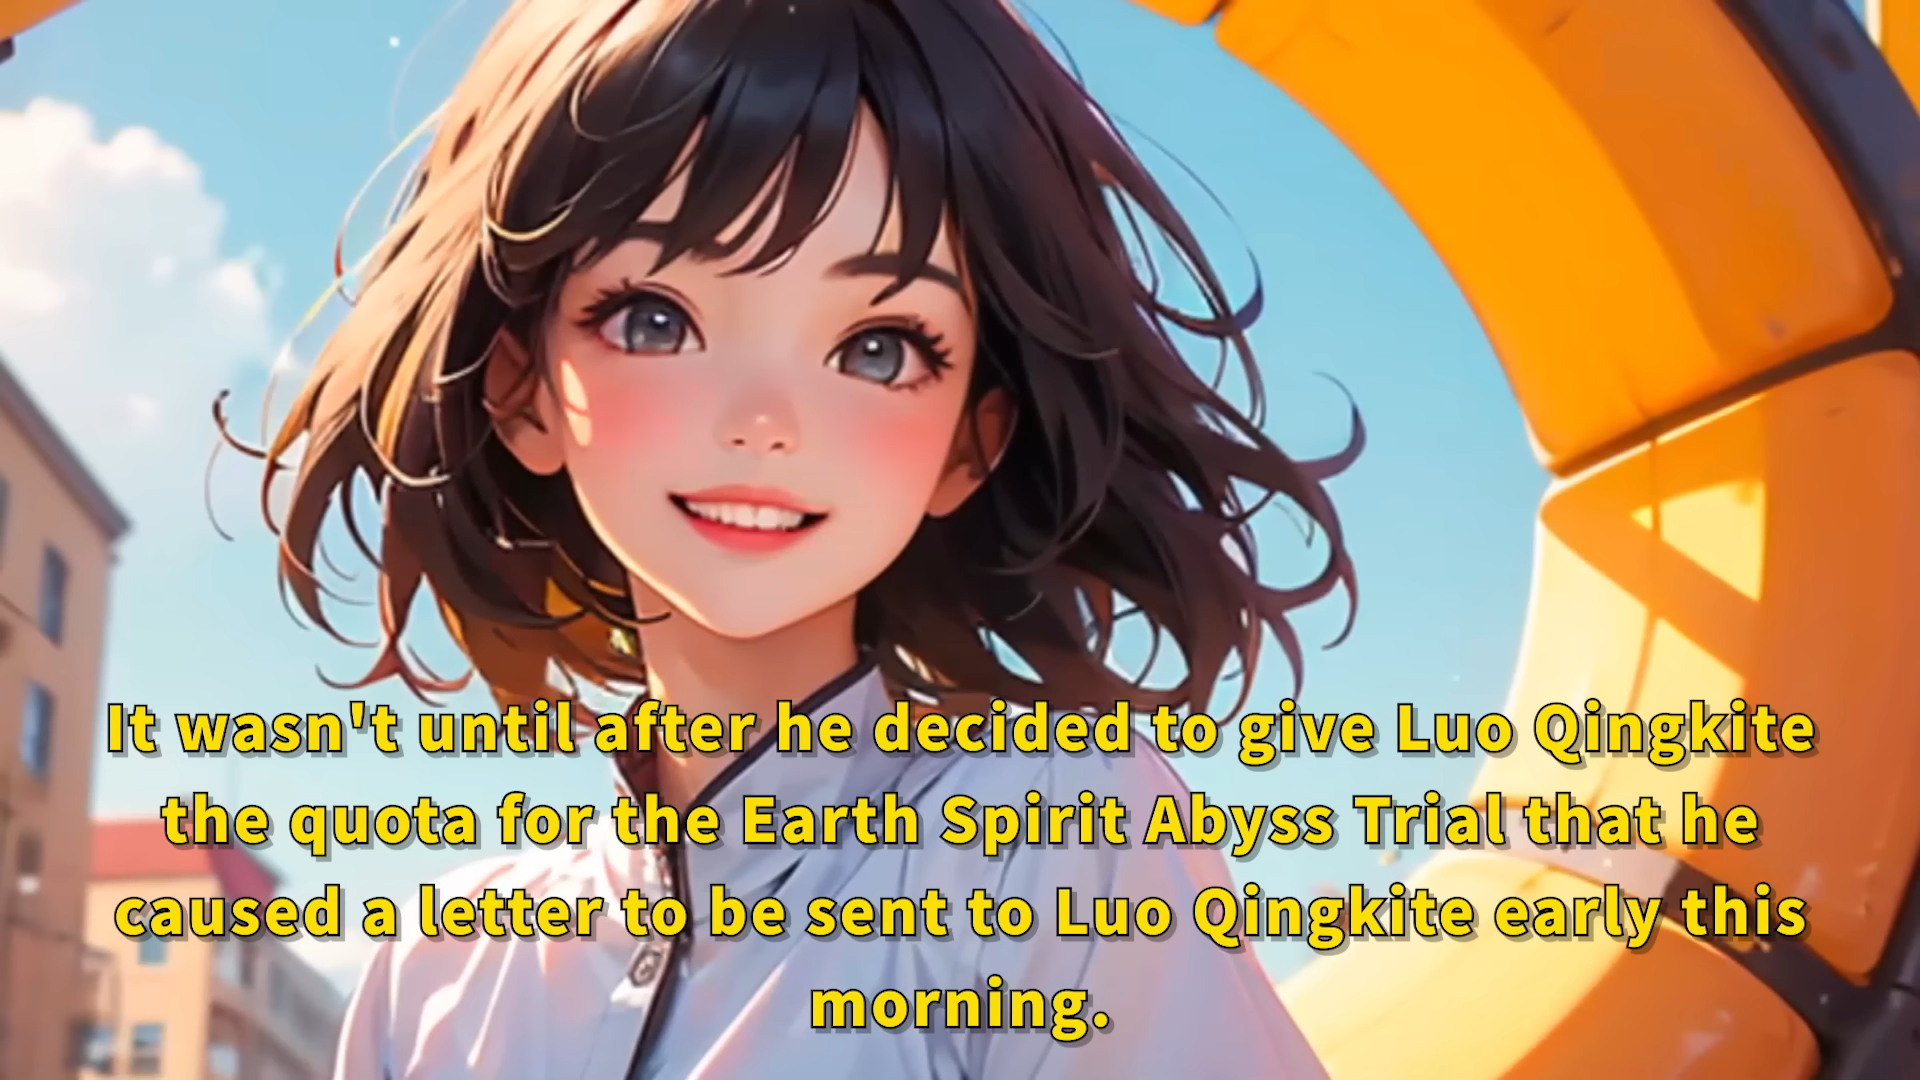 It wasn't until after he decided to give Luo Qingkite
the quota for the Earth Spirit Abyss Trial that he
caused a letter to be sent to Luo Qingkite early this
morning.